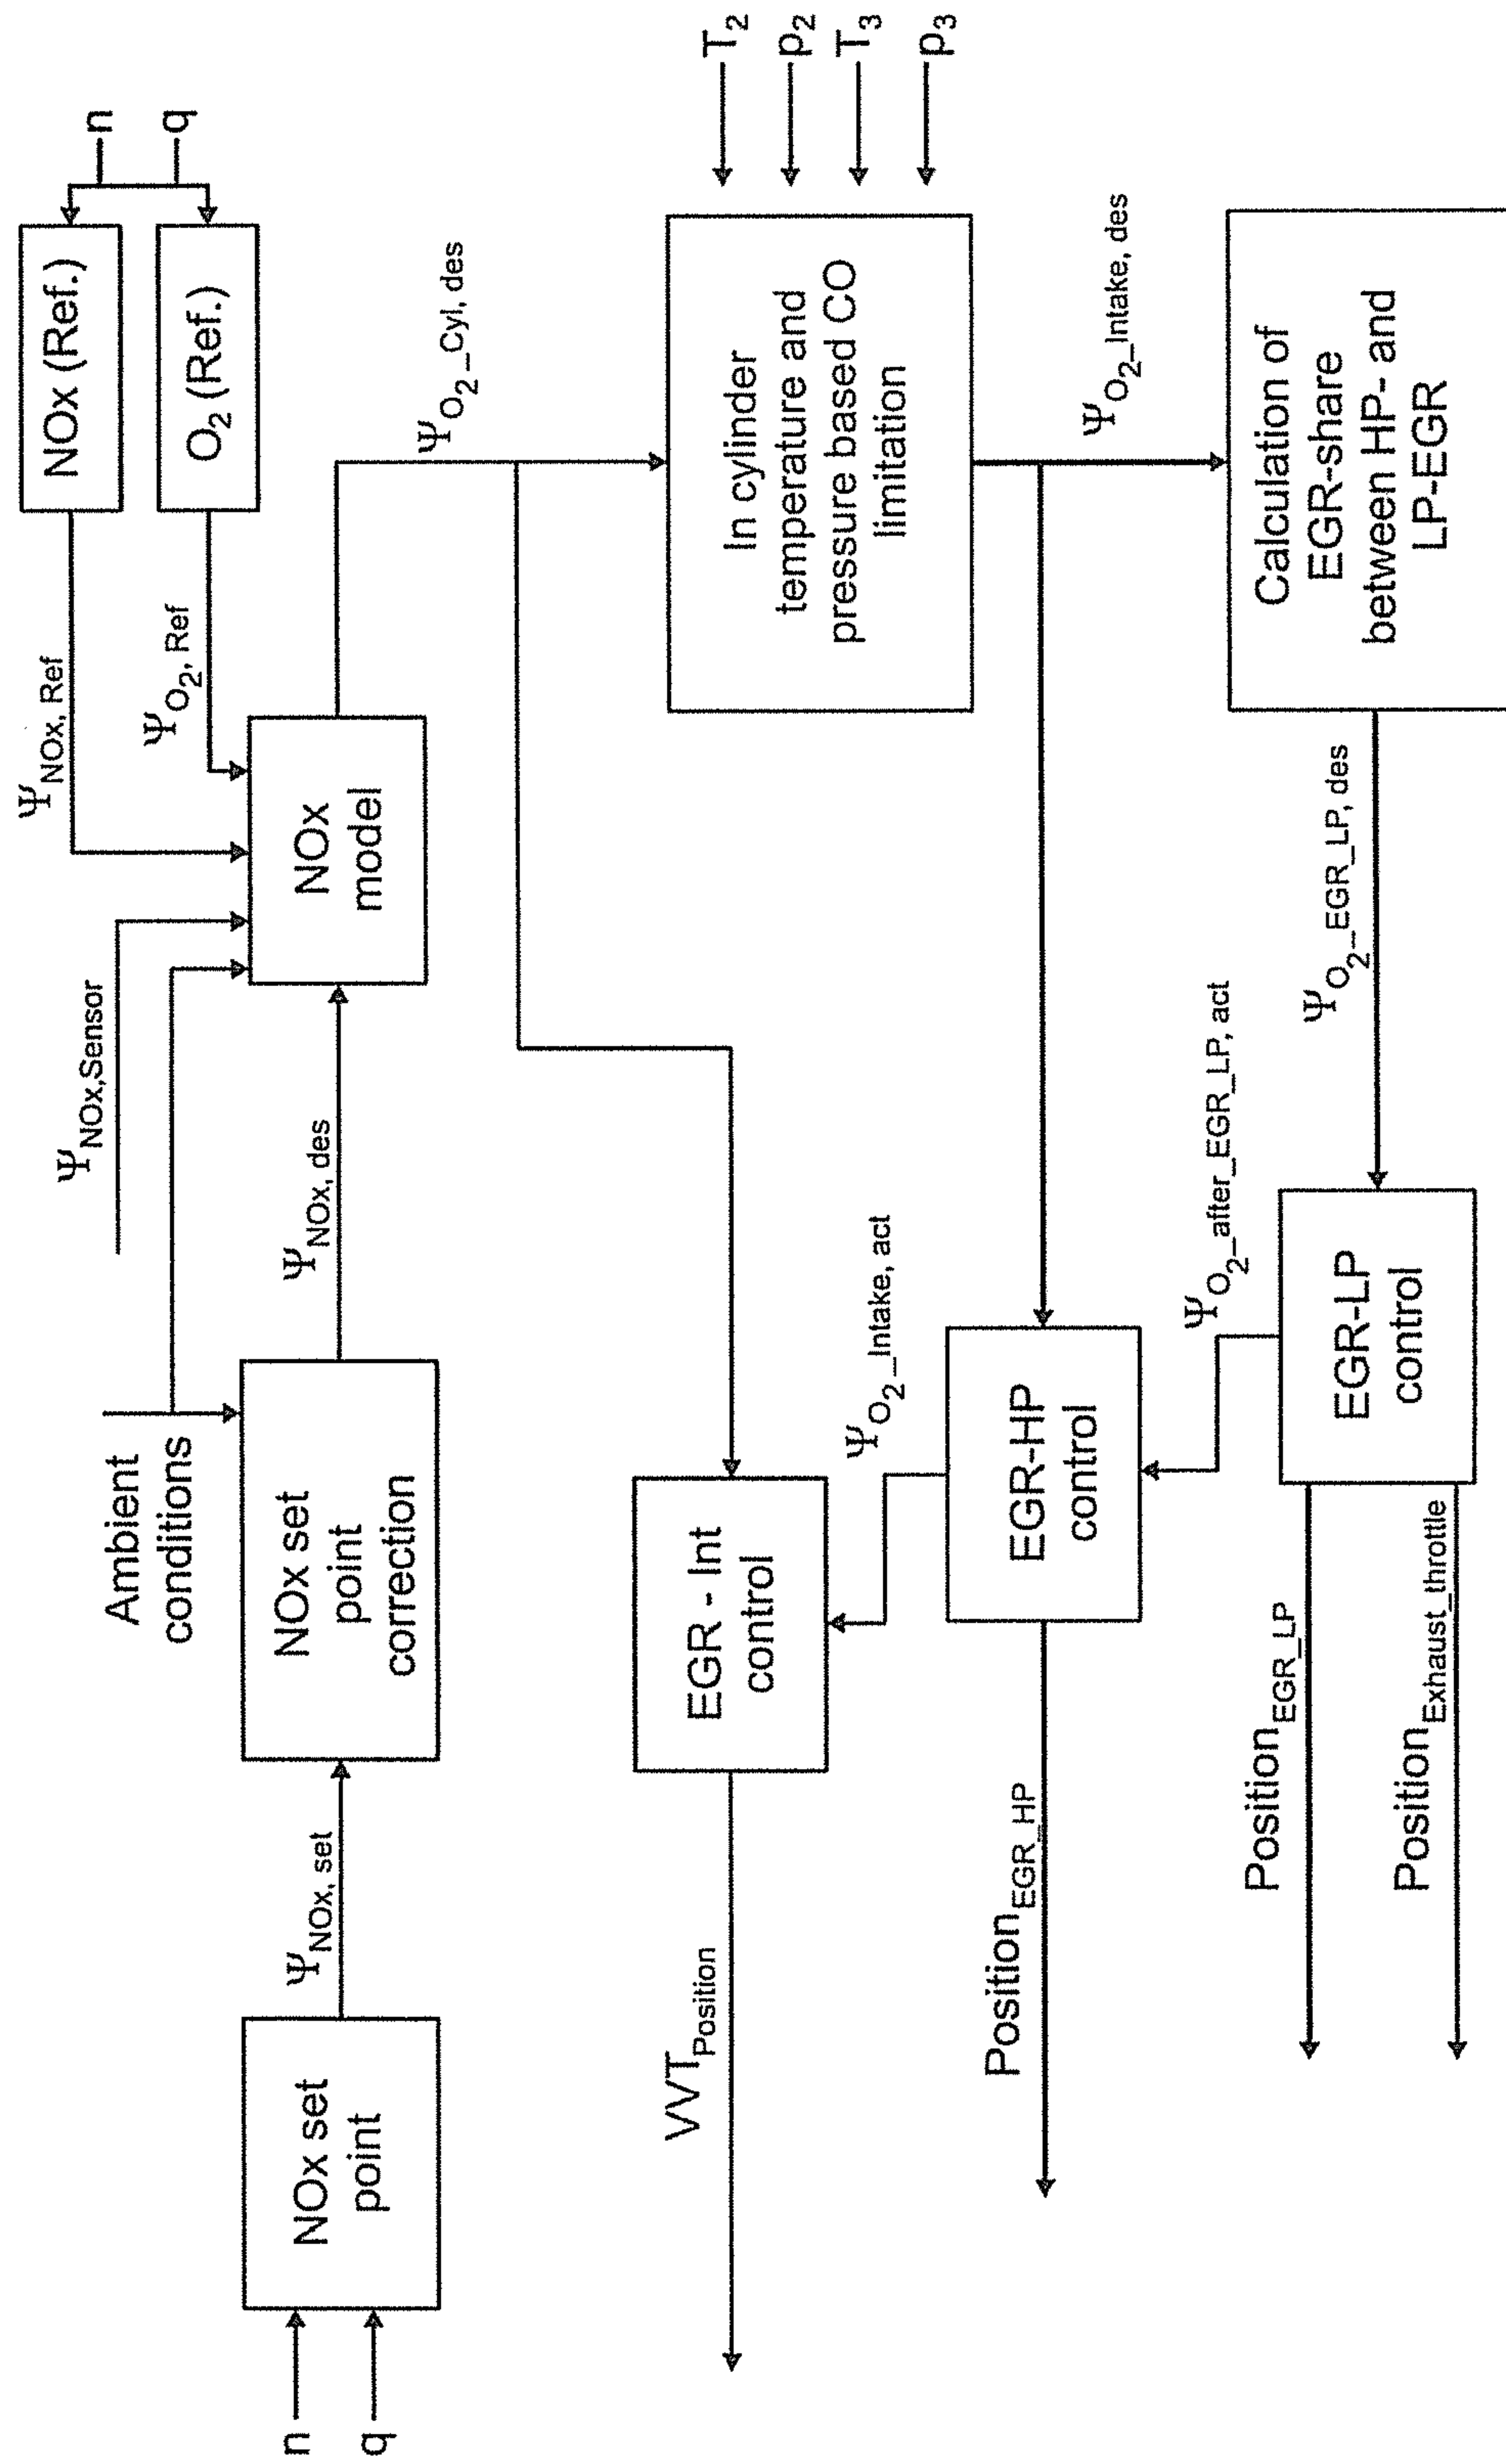 n
q
NOx set
point
Ψ_NOx, set
NOx set
point
correction
Ambient
conditions
Ψ_NOx, des
Ψ_NOx,Sensor
NOx
model
Ψ_NOx, Ref
Ψ_O₂, Ref
NOx (Ref.)
O₂ (Ref.)
n
q
Ψ_O₂_Cyl, des
VVT_Position
EGR - Int
control
In cylinder
temperature and
pressure based CO
limitation
T₂
p₂
T₃
p₃
Ψ_O₂_Intake, act
Ψ_O₂_Intake, des
Position_EGR_HP
EGR-HP
control
Ψ_O₂_after_EGR_LP, act
Position_EGR_LP
Position_Exhaust_throttle
EGR-LP
control
Ψ_O₂_EGR_LP, des
Calculation of
EGR-share
between HP- and
LP-EGR